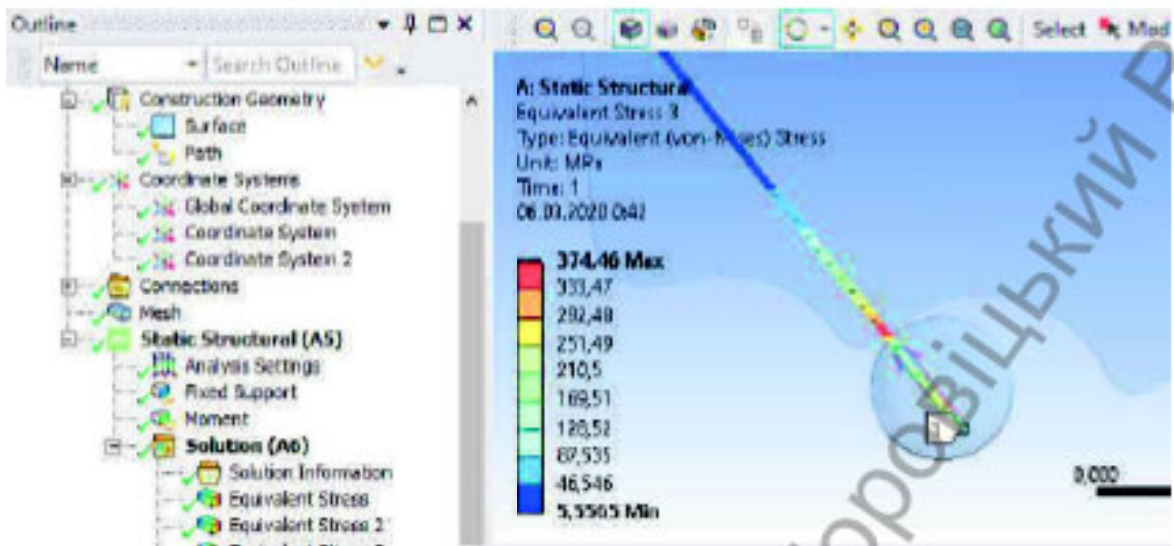 Outline
Select
Name
Search Outline
Construction Geometry
Surface
Path
Coordinate Systems
Global Coordinate System
Coordinate System
Coordinate System 2
Connections
Mesh
Static Structural (A5)
Analysis Settings
Fixed Support
Moment
Solution (A6)
Solution Information
Equivalent Stress
Equivalent Stress 2
A: Static Structural
Equivalent Stress 3
Type: Equivalent (von-Mises) Stress
Unit: MPa
Time: 1
06.03.2020 0:42
374,46 Max
333,47
292,48
251,49
210,5
169,51
128,52
87,535
46,546
5,5565 Min
0,000